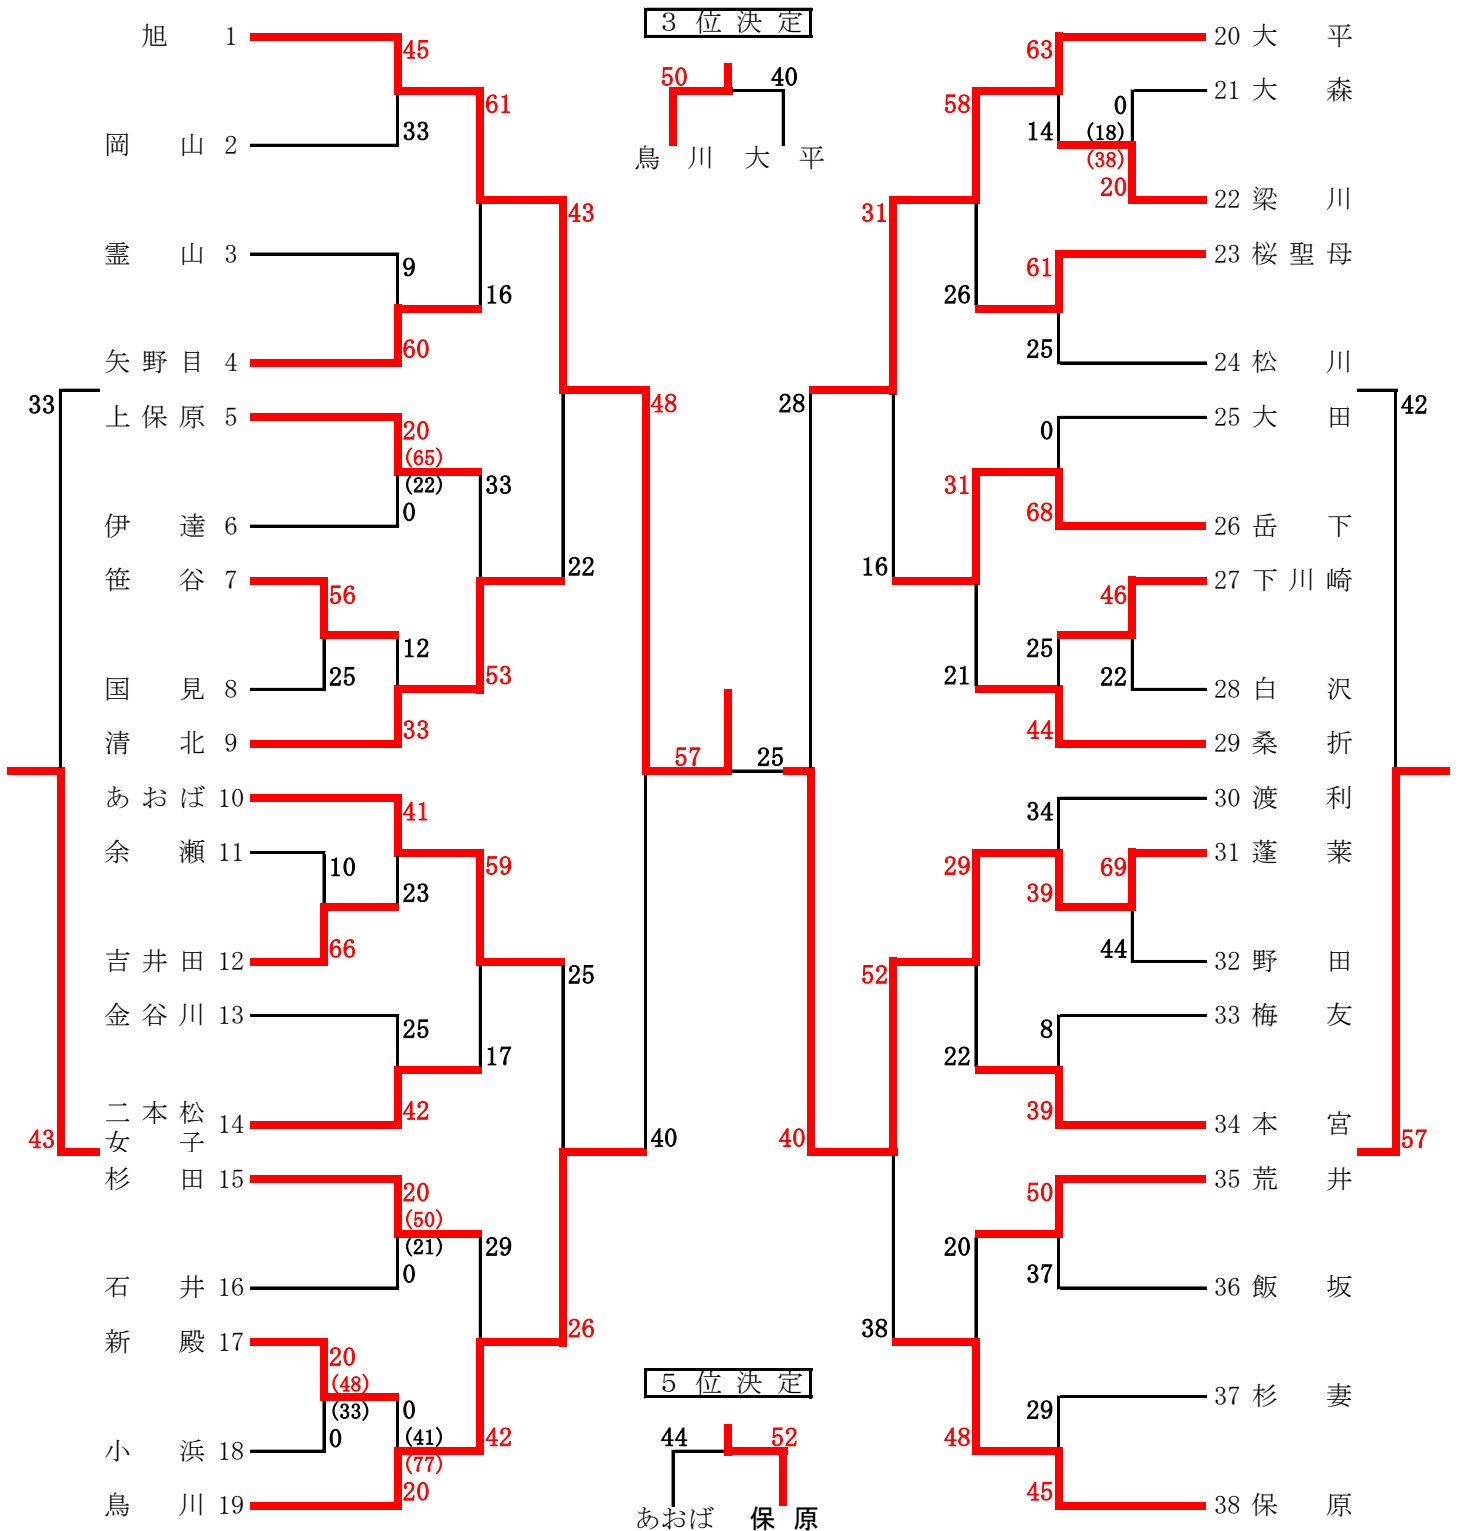 3 位 決 定
旭 1
45
63
20 大 平
50
40
61
58
0
21 大 森
33
14
(18)
岡 山 2
鳥 川 大 平
(38)
20
22 梁 川
43
31
霊 山 3
9
61
23 桜 聖 母
16
26
60
25
矢 野 目 4
24 松 川
33
48
28
42
上 保 原 5
20
0
25 大 田
(65)
(22)
33
31
0
68
伊 達 6
26 岳 下
22
16
笹 谷 7
56
46
27 下 川 崎
12
25
25
53
21
22
国 見 8
28 白 沢
33
44
清 北 9
29 桑 折
57
25
あ お ば 10
41
34
30 渡 利
余 瀬 11
10
59
29
69
31 蓬 莱
23
39
66
44
吉 井 田 12
25
52
32 野 田
金 谷 川 13
25
8
33 梅 友
17
22
二 本 松 14
女 子
42
39
34 本 宮
43
40
40
57
杉 田 15
20
50
35 荒 井
(50)
(21)
29
20
0
37
石 井 16
36 飯 坂
新 殿 17
20
26
38
(48)
(33)
5 位 決 定
0
0
29
37 杉 妻
小 浜 18
(41)
42
44
52
48
(77)
20
45
鳥 川 19
あおば 保 原
38 保 原